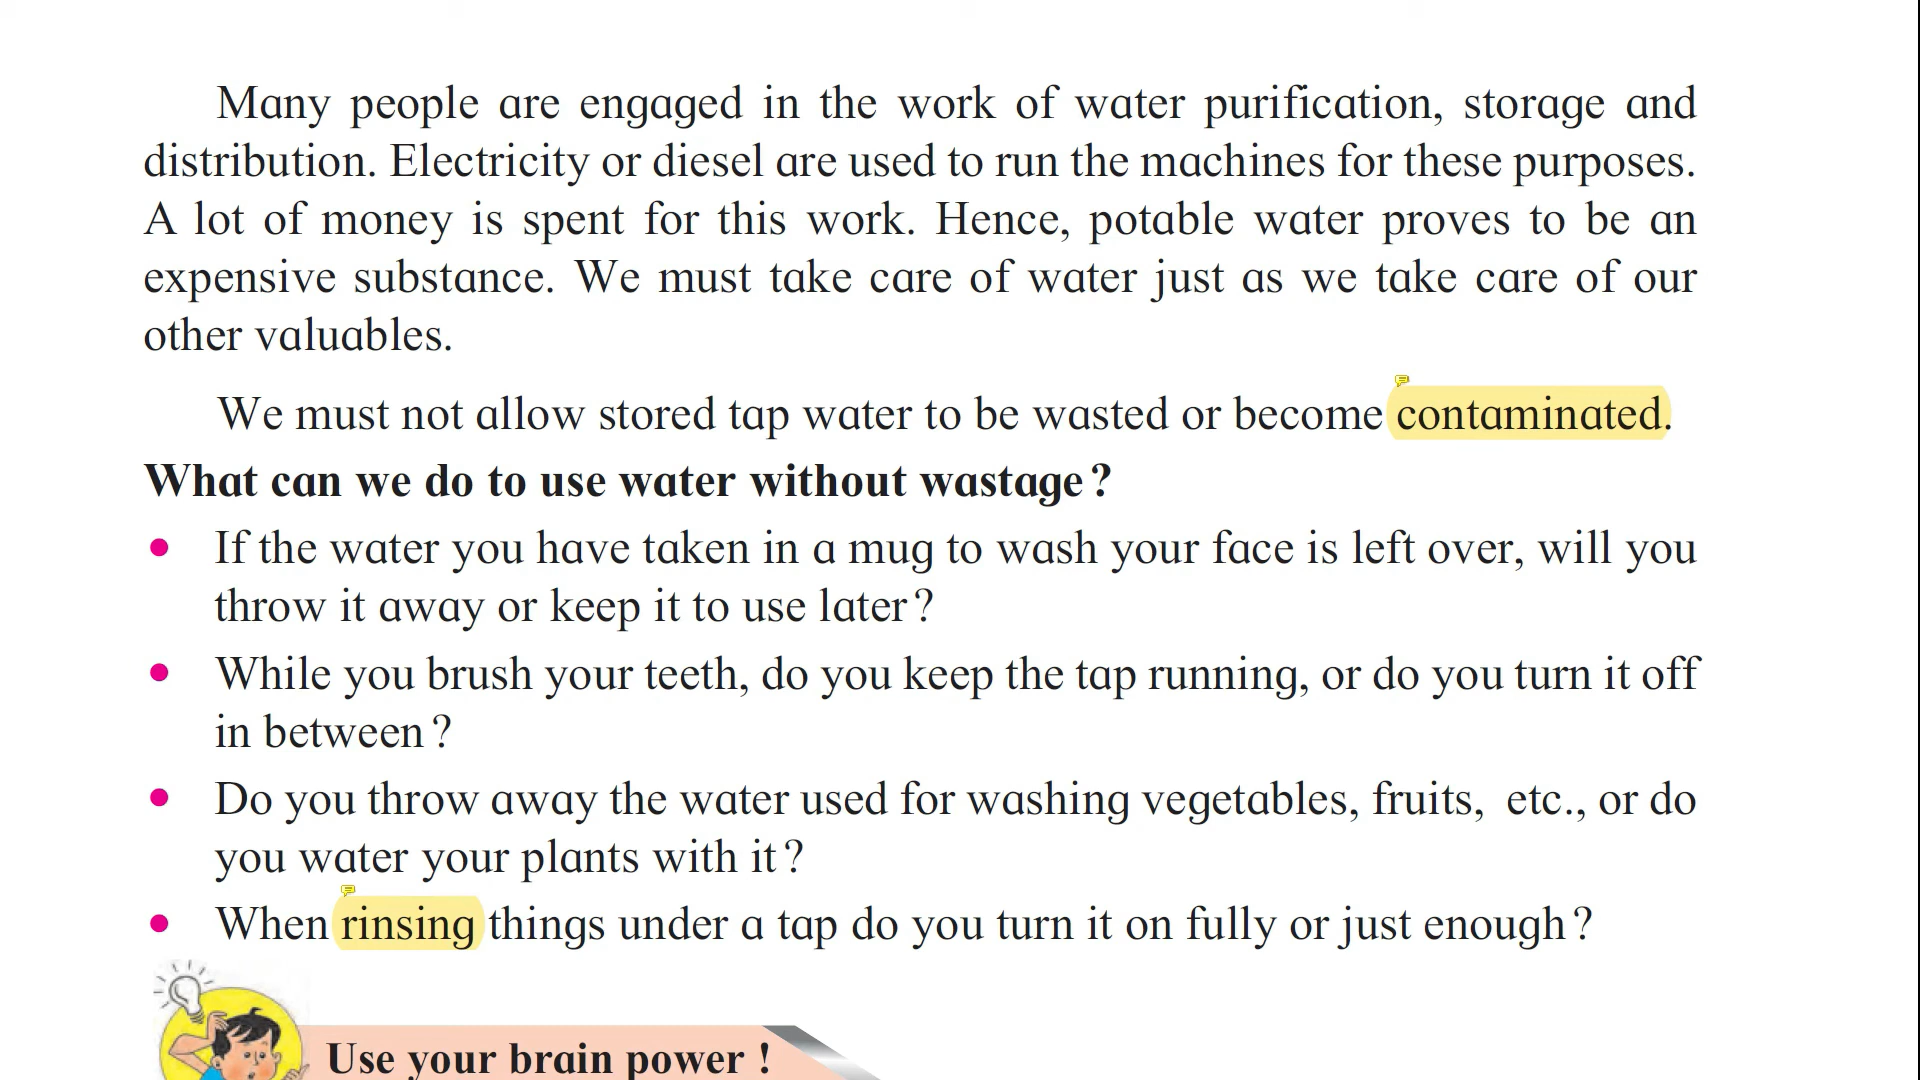 Many people are engaged in the work of water purification, storage and
distribution. Electricity or diesel are used to run the machines for these purposes.
A lot of money is spent for this work. Hence, potable water proves to be an
expensive substance. We must take care of water just as we take care of our
other valuables.
We must not allow stored tap water to be wasted or become contaminated.
What can we do to use water without wastage ?
• If the water you have taken in a mug to wash your face is left over, will you
throw it away or keep it to use later ?
• While you brush your teeth, do you keep the tap running, or do you turn it off
in between ?
• Do you throw away the water used for washing vegetables, fruits, etc., or do
you water your plants with it ?
• When rinsing things under a tap do you turn it on fully or just enough ?
Use your brain power !